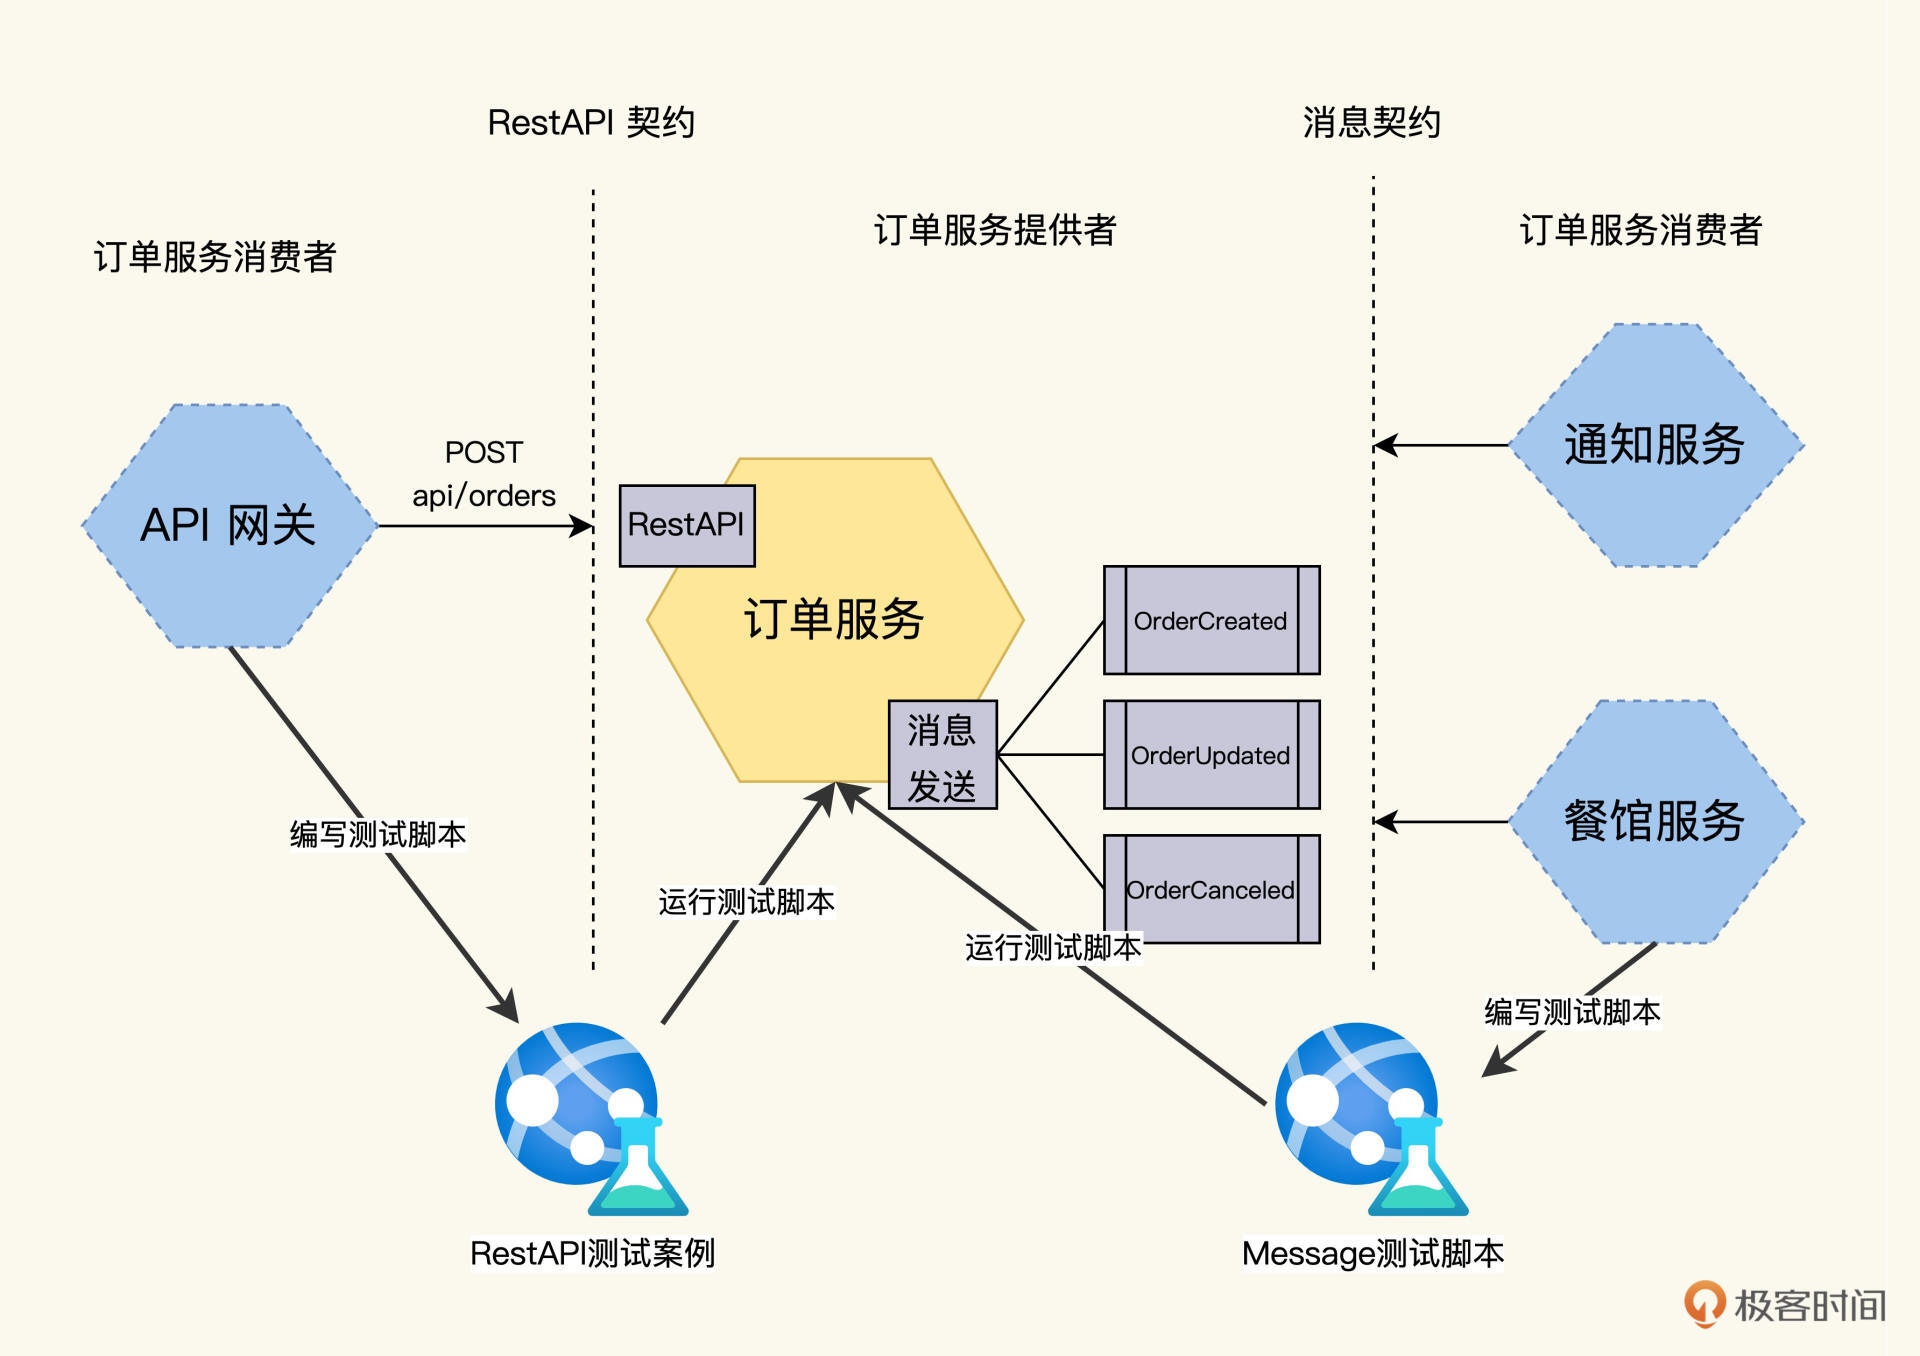 RestAPI 契约
消息契约
订单服务消费者
订单服务提供者
订单服务消费者
API 网关
POST
api/orders
RestAPI
订单服务
消息
发送
OrderCreated
OrderUpdated
OrderCanceled
通知服务
餐馆服务
编写测试脚本
运行测试脚本
运行测试脚本
编写测试脚本
RestAPI测试案例
Message测试脚本
极客时间